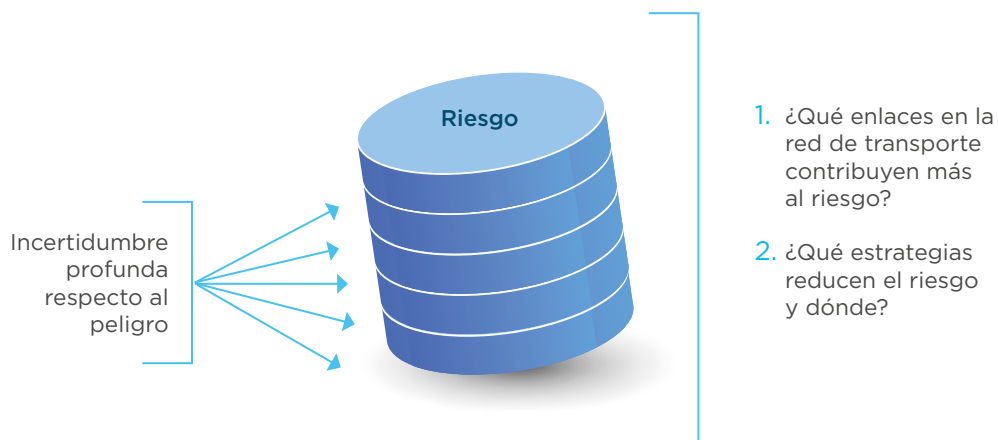 Riesgo
Incertidumbre
profunda
respecto al
peligro
1. ¿Qué enlaces en la
red de transporte
contribuyen más
al riesgo?
2. ¿Qué estrategias
reducen el riesgo
y dónde?